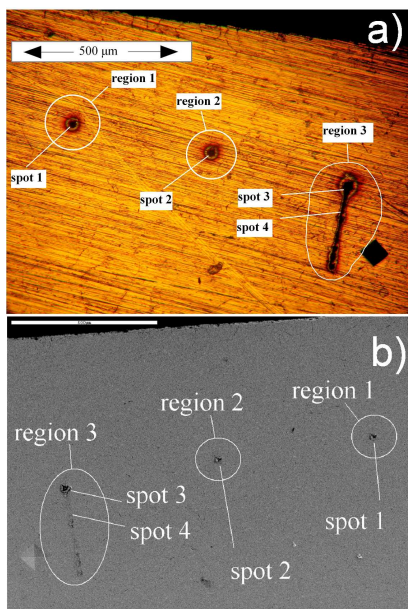 a)
500 µm
region 1
region 2
region 3
spot 1
spot 2
spot 3
spot 4
b)
region 1
region 2
region 3
spot 3
spot 4
spot 1
spot 2